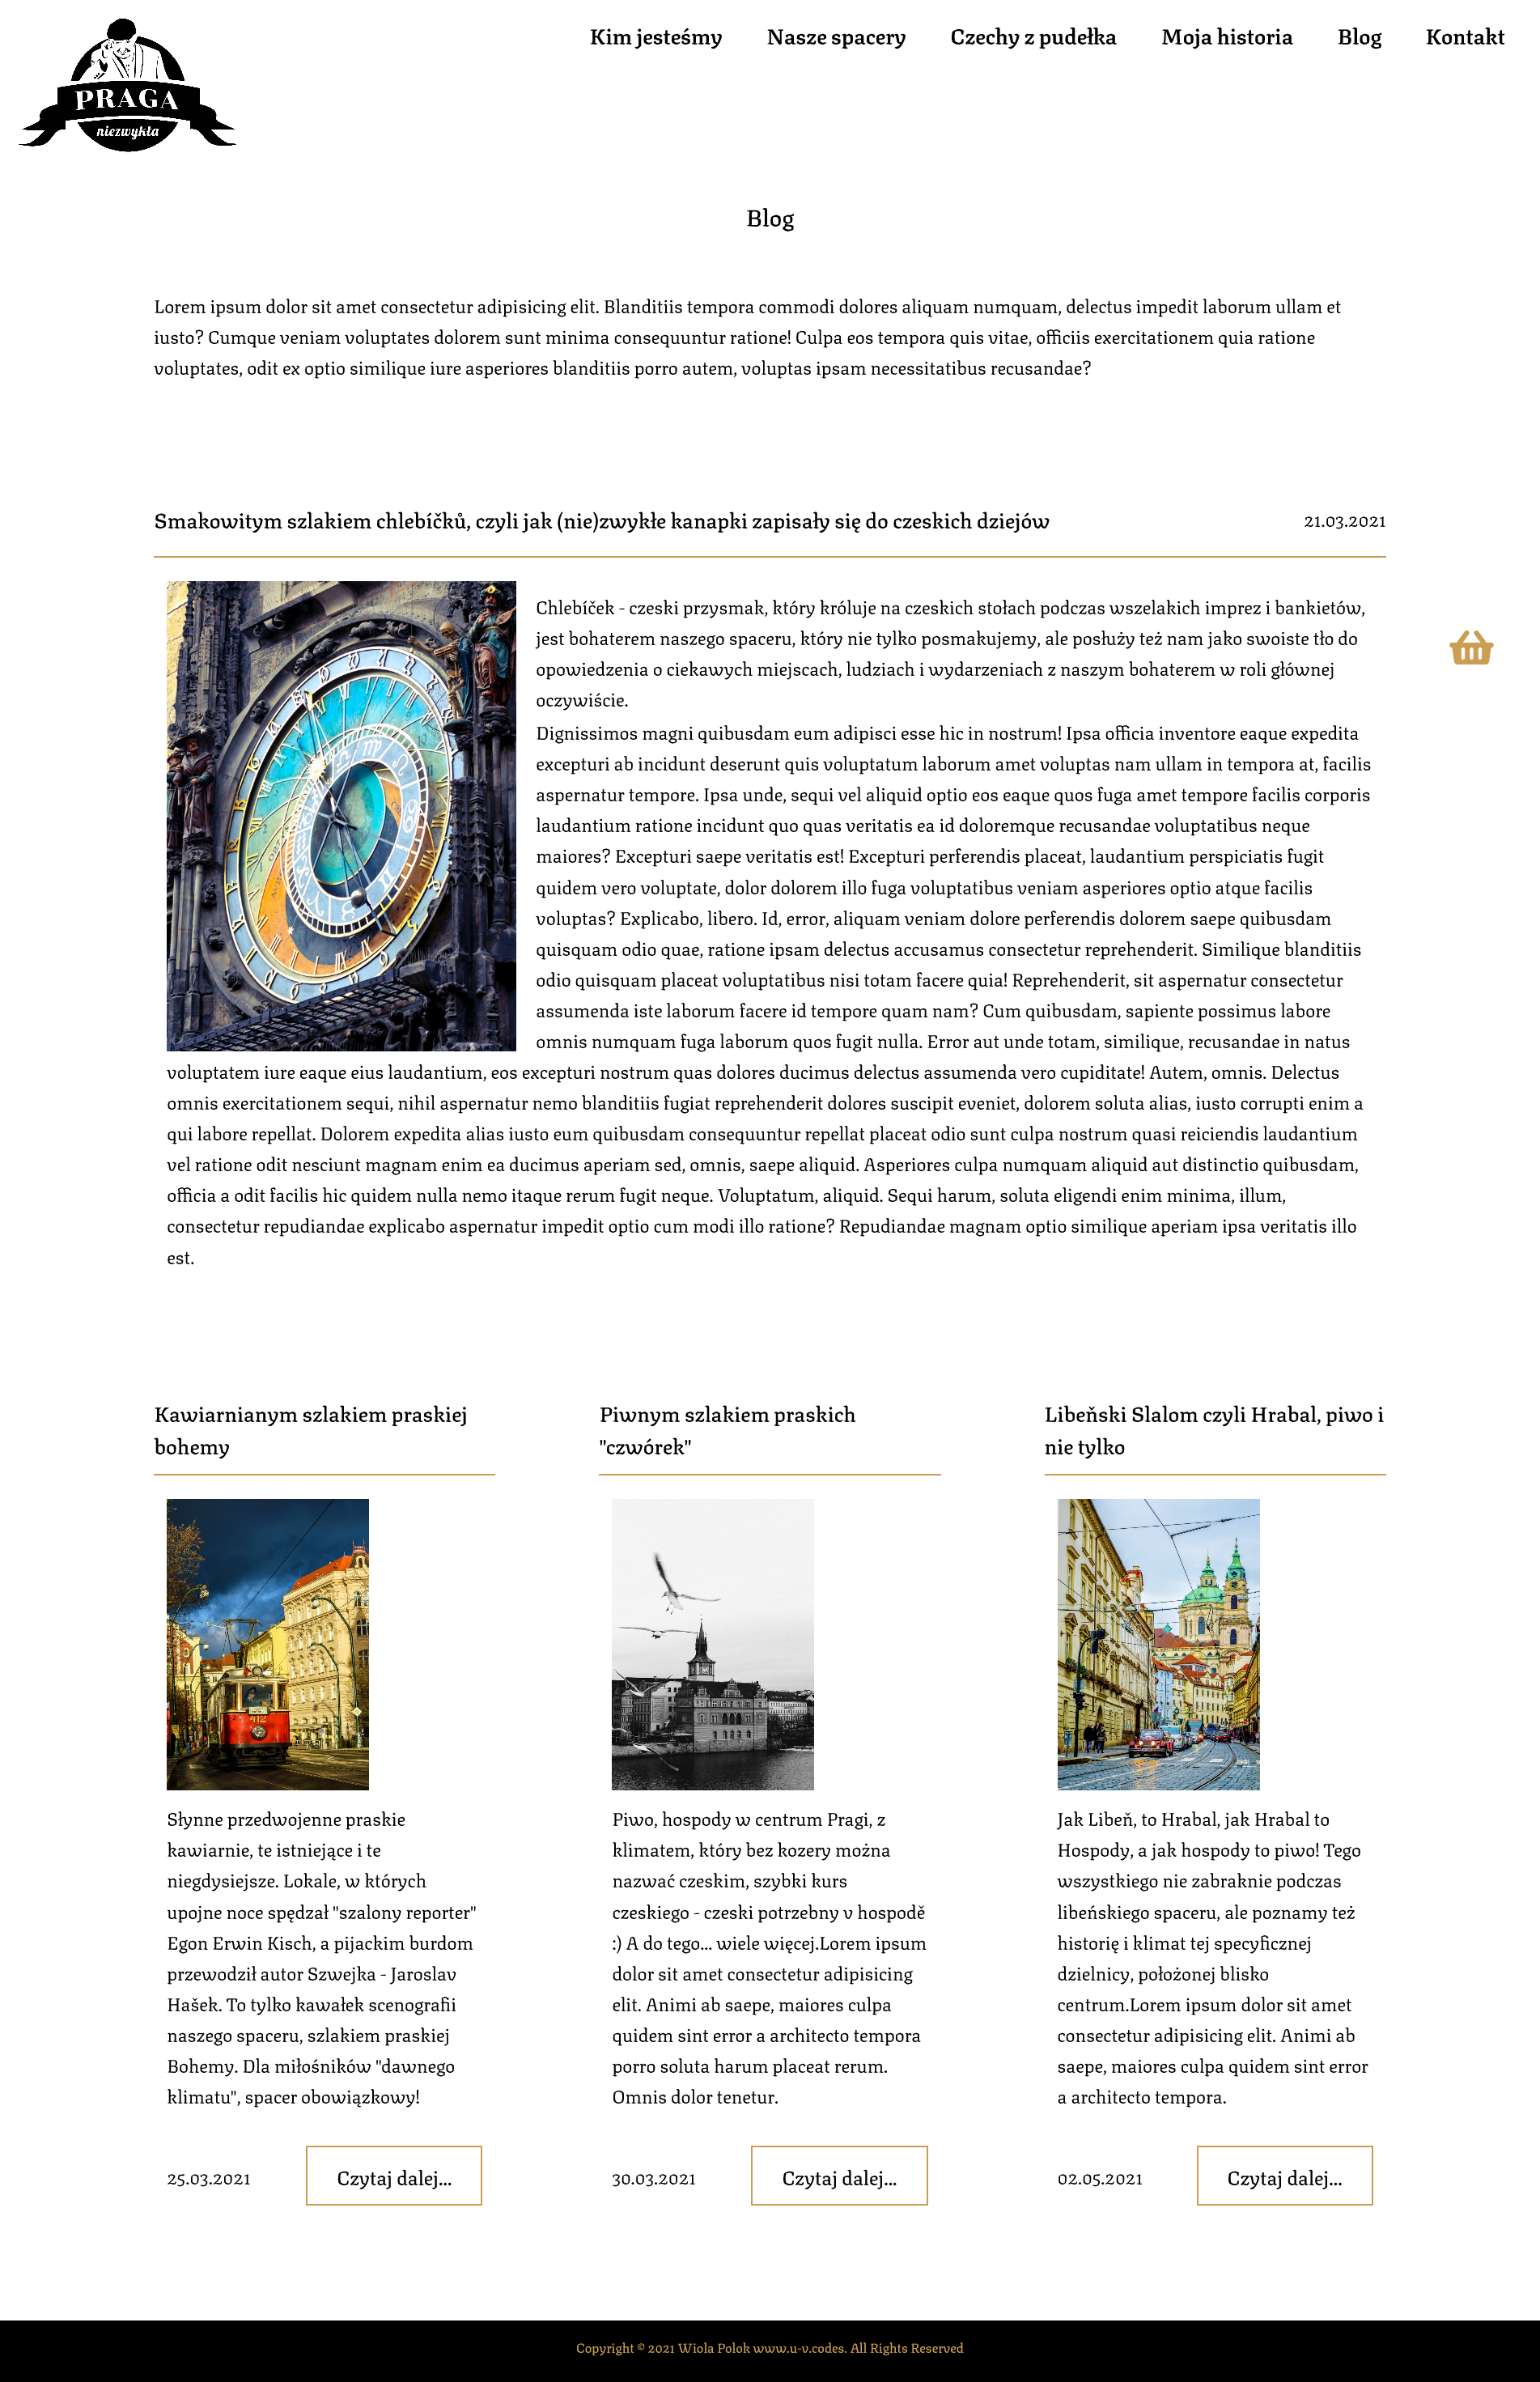 PRAGA
niezwykła
Kim jesteśmy
Nasze spacery
Czechy z pudełka
Moja historia
Blog
Kontakt
Blog
Lorem ipsum dolor sit amet consectetur adipisicing elit. Blanditiis tempora commodi dolores aliquam numquam, delectus impedit laborum ullam et
iusto? Cumque veniam voluptates dolorem sunt minima consequuntur ratione! Culpa eos tempora quis vitae, officiis exercitationem quia ratione
voluptates, odit ex optio similique iure asperiores blanditiis porro autem, voluptas ipsam necessitatibus recusandae?
Smakowitym szlakiem chlebíčků, czyli jak (nie)zwykłe kanapki zapisały się do czeskich dziejów
21.03.2021
Chlebíček - czeski przysmak, który króluje na czeskich stołach podczas wszelakich imprez i bankietów,
jest bohaterem naszego spaceru, który nie tylko posmakujemy, ale posłuży też nam jako swoiste tło do
opowiedzenia o ciekawych miejscach, ludziach i wydarzeniach z naszym bohaterem w roli głównej
oczywiście.
Dignissimos magni quibusdam eum adipisci esse hic in nostrum! Ipsa officia inventore eaque expedita
excepturi ab incidunt deserunt quis voluptatum laborum amet voluptas nam ullam in tempora at, facilis
aspernatur tempore. Ipsa unde, sequi vel aliquid optio eos eaque quos fuga amet tempore facilis corporis
laudantium ratione incidunt quo quas veritatis ea id doloremque recusandae voluptatibus neque
maiores? Excepturi saepe veritatis est! Excepturi perferendis placeat, laudantium perspiciatis fugit
quidem vero voluptate, dolor dolorem illo fuga voluptatibus veniam asperiores optio atque facilis
voluptas? Explicabo, libero. Id, error, aliquam veniam dolore perferendis dolorem saepe quibusdam
quisquam odio quae, ratione ipsam delectus accusamus consectetur reprehenderit. Similique blanditiis
odio quisquam placeat voluptatibus nisi totam facere quia! Reprehenderit, sit aspernatur consectetur
assumenda iste laborum facere id tempore quam nam? Cum quibusdam, sapiente possimus labore
omnis numquam fuga laborum quos fugit nulla. Error aut unde totam, similique, recusandae in natus
voluptatem iure eaque eius laudantium, eos excepturi nostrum quas dolores ducimus delectus assumenda vero cupiditate! Autem, omnis. Delectus
omnis exercitationem sequi, nihil aspernatur nemo blanditiis fugiat reprehenderit dolores suscipit eveniet, dolorem soluta alias, iusto corrupti enim a
qui labore repellat. Dolorem expedita alias iusto eum quibusdam consequuntur repellat placeat odio sunt culpa nostrum quasi reiciendis laudantium
vel ratione odit nesciunt magnam enim ea ducimus aperiam sed, omnis, saepe aliquid. Asperiores culpa numquam aliquid aut distinctio quibusdam,
officia a odit facilis hic quidem nulla nemo itaque rerum fugit neque. Voluptatum, aliquid. Sequi harum, soluta eligendi enim minima, illum,
consectetur repudiandae explicabo aspernatur impedit optio cum modi illo ratione? Repudiandae magnam optio similique aperiam ipsa veritatis illo
est.
Kawiarnianym szlakiem praskiej
bohemy
412
Słynne przedwojenne praskie
kawiarnie, te istniejące i te
niegdysiejsze. Lokale, w których
upojne noce spędzał "szalony reporter"
Egon Erwin Kisch, a pijackim burdom
przewodził autor Szwejka - Jaroslav
Hašek. To tylko kawałek scenografii
naszego spaceru, szlakiem praskiej
Bohemy. Dla miłośników "dawnego
klimatu", spacer obowiązkowy!
25.03.2021
Czytaj dalej...
Piwnym szlakiem praskich
"czwórek"
Piwo, hospody w centrum Pragi, z
klimatem, który bez kozery można
nazwać czeskim, szybki kurs
czeskiego - czeski potrzebny v hospodě
:) A do tego... wiele więcej.Lorem ipsum
dolor sit amet consectetur adipisicing
elit. Animi ab saepe, maiores culpa
quidem sint error a architecto tempora
porro soluta harum placeat rerum.
Omnis dolor tenetur.
30.03.2021
Czytaj dalej...
Libeňski Slalom czyli Hrabal, piwo i
nie tylko
Jak Libeň, to Hrabal, jak Hrabal to
Hospody, a jak hospody to piwo! Tego
wszystkiego nie zabraknie podczas
libeńskiego spaceru, ale poznamy też
historię i klimat tej specyficznej
dzielnicy, położonej blisko
centrum.Lorem ipsum dolor sit amet
consectetur adipisicing elit. Animi ab
saepe, maiores culpa quidem sint error
a architecto tempora.
02.05.2021
Czytaj dalej...
Copyright © 2021 Wiola Polok www.u-v.codes. All Rights Reserved